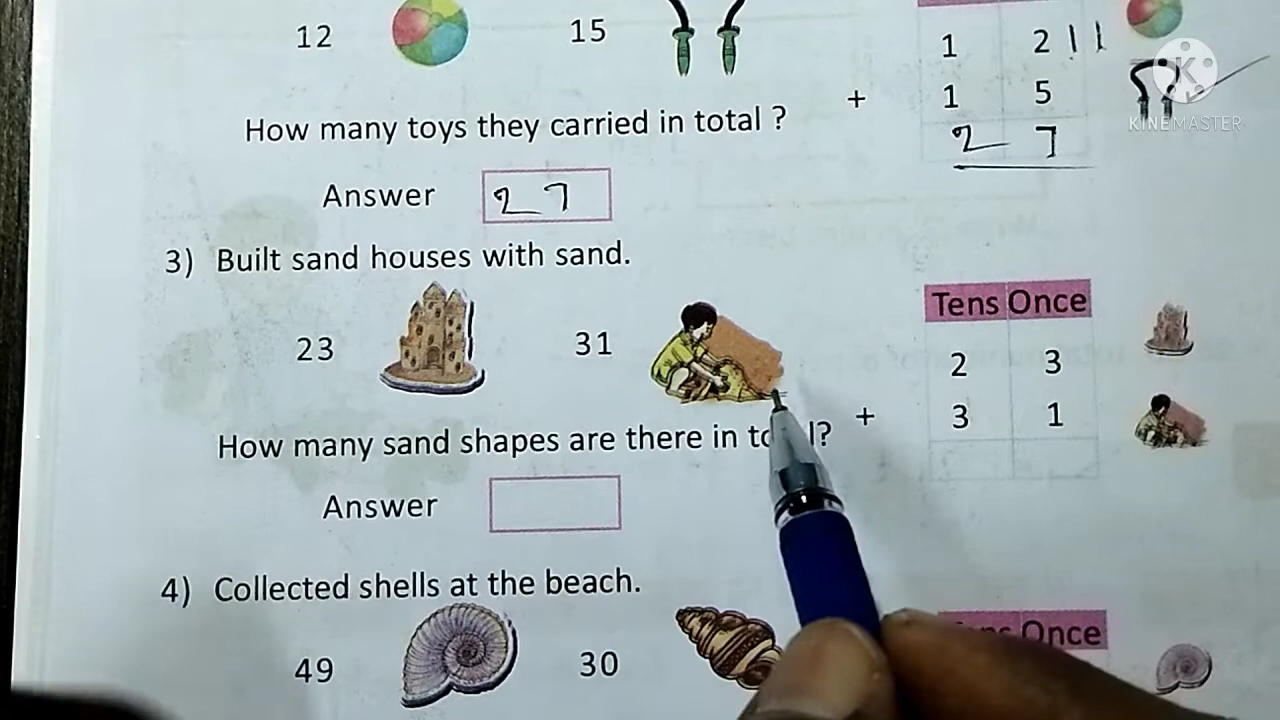 12 15
1 2 ||
+ 1 5
2 7
KINEMASTER
How many toys they carried in total ?
Answer 27
3) Built sand houses with sand.
23 31
Tens Once
2 3
+ 3 1
How many sand shapes are there in total?
Answer
4) Collected shells at the beach.
49 30
Once